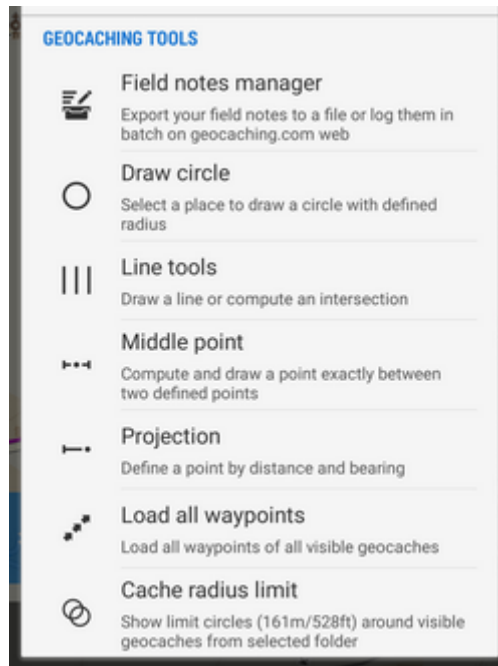 GEOCACHING TOOLS
Field notes manager
Export your field notes to a file or log them in
batch on geocaching.com web
Draw circle
Select a place to draw a circle with defined
radius
Line tools
Draw a line or compute an intersection
Middle point
Compute and draw a point exactly between
two defined points
Projection
Define a point by distance and bearing
Load all waypoints
Load all waypoints of all visible geocaches
Cache radius limit
Show limit circles (161m/528ft) around visible
geocaches from selected folder